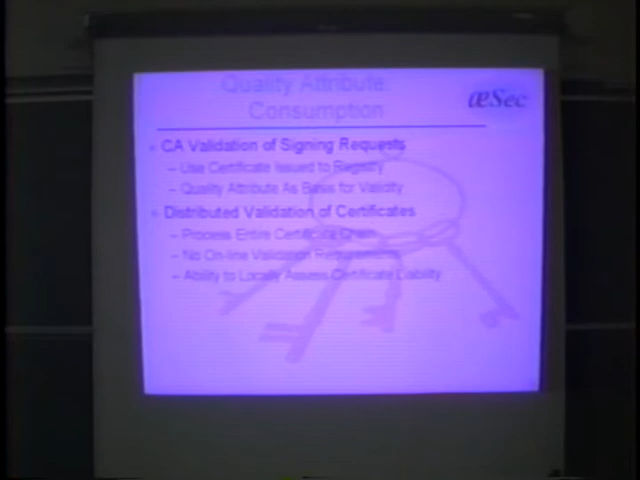 Quality Attribute
Consumption
æSec
CA Validation of Signing Requests
– Use Certificate Issued to Registry
– Quality Attribute As Basis for Validity
Distributed Validation of Certificates
– Process Entire Certificate Chain
– No On-line Validation Requirements
– Ability to Locally Assess Certificate Liability